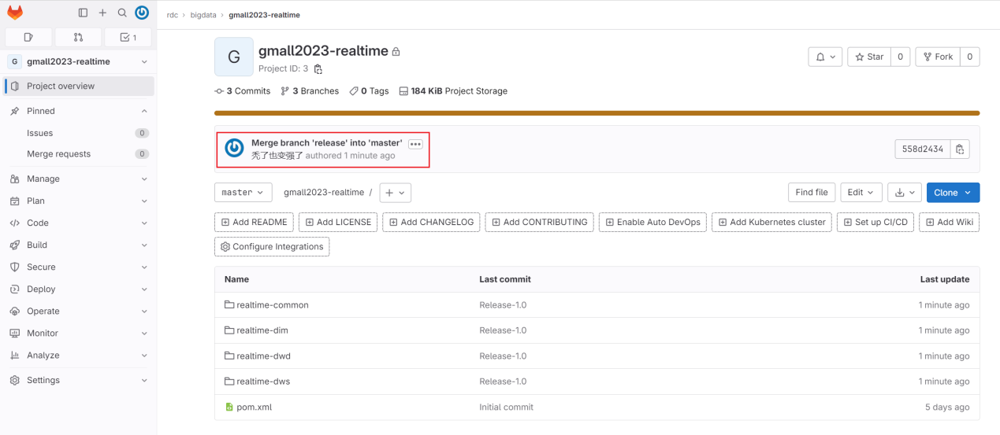 rdc › bigdata › gmall2023-realtime
1
G gmall2023-realtime
Project overview
Pinned
Issues 0
Merge requests 0
Manage
Plan
Code
Build
Secure
Deploy
Operate
Monitor
Analyze
Settings
G
gmall2023-realtime
Project ID: 3
Star 0
Fork 0
3 Commits 3 Branches 0 Tags 184 KiB Project Storage
Merge branch 'release' into 'master'
秃了也变强了 authored 1 minute ago
558d2434
master gmall2023-realtime / + Find file Edit Clone
Add README Add LICENSE Add CHANGELOG Add CONTRIBUTING Enable Auto DevOps Add Kubernetes cluster Set up CI/CD Add Wiki
Configure Integrations
Name Last commit Last update
realtime-common Release-1.0 1 minute ago
realtime-dim Release-1.0 1 minute ago
realtime-dwd Release-1.0 1 minute ago
realtime-dws Release-1.0 1 minute ago
pom.xml Initial commit 5 days ago